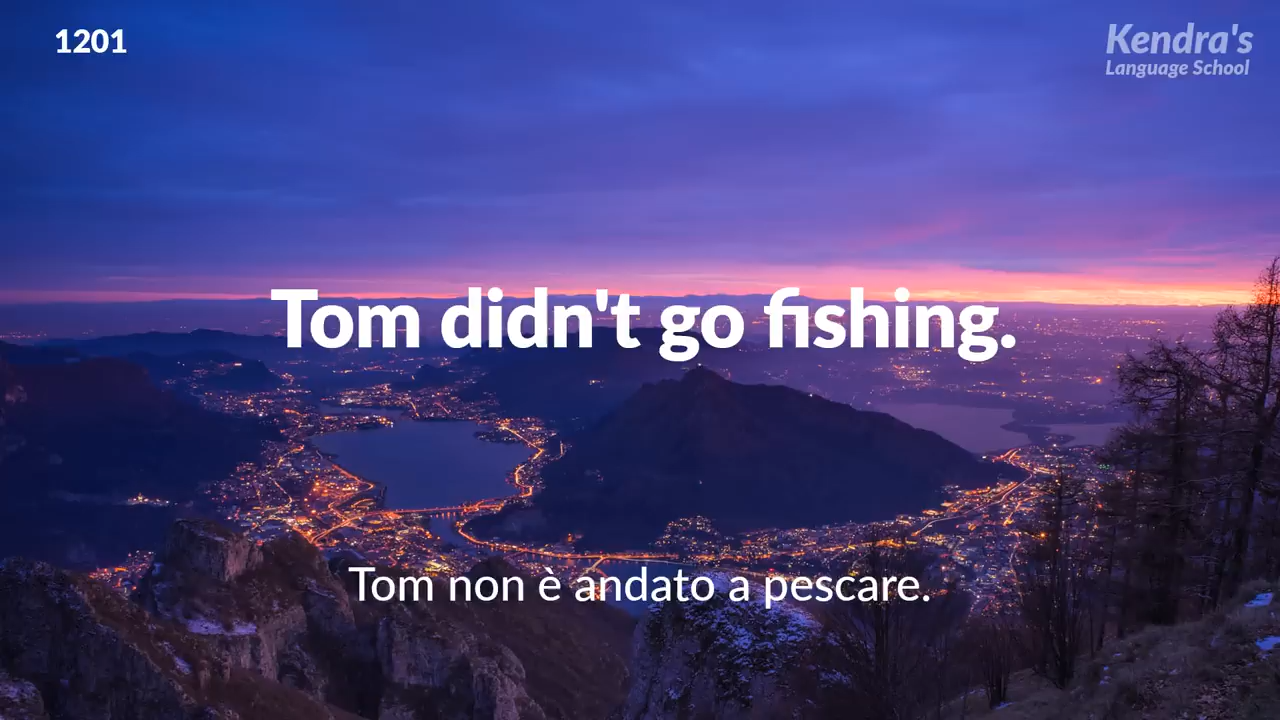 1201
Kendra's
Language School
Tom didn't go fishing.
Tom non è andato a pescare.